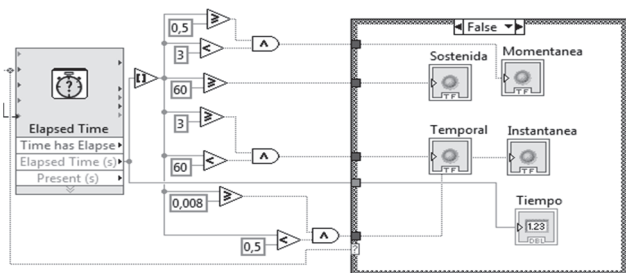 False
0,5
3
60
3
60
0,008
0,5
Elapsed Time
Time has Elapse
Elapsed Time (s)
Present (s)
[ ]
Sostenida
Momentanea
TF
TF
Temporal
Instantanea
TF
TF
Tiempo
1.23
DBL
?
?